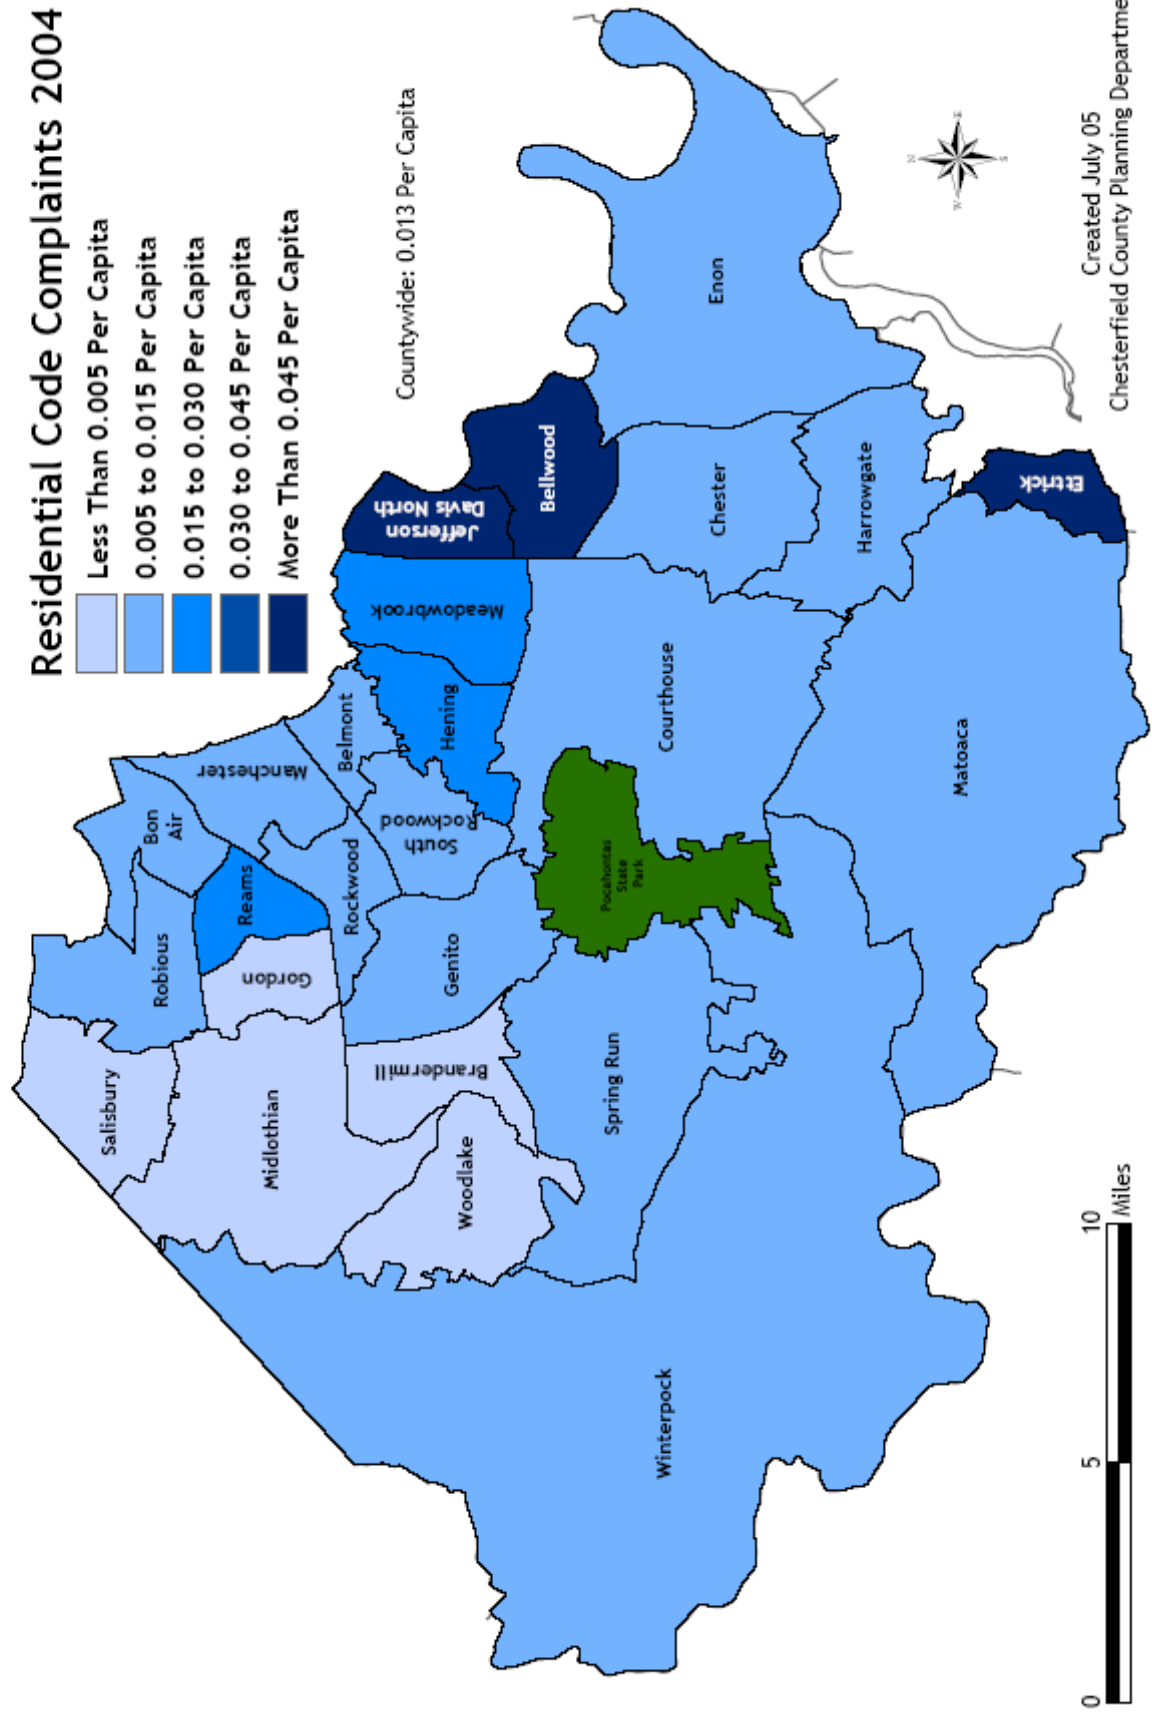 Residential Code Complaints 2004
Less Than 0.005 Per Capita
0.005 to 0.015 Per Capita
0.015 to 0.030 Per Capita
0.030 to 0.045 Per Capita
More Than 0.045 Per Capita
Countywide: 0.013 Per Capita
Salisbury
Robious
Bon
Air
Manchester
Midlothian
Gordon
Reams
Rockwood
Belmont
Brandermill
Woodlake
Genito
South
Rockwood
Hening
Meadowbrook
Jefferson
Davis North
Bellwood
Spring Run
Pocahontas
State
Park
Courthouse
Chester
Enon
Winterpock
Harrowgate
Matoaca
Ettrick
N
W
E
S
0
5
10
Miles
Created July 05
Chesterfield County Planning Departme